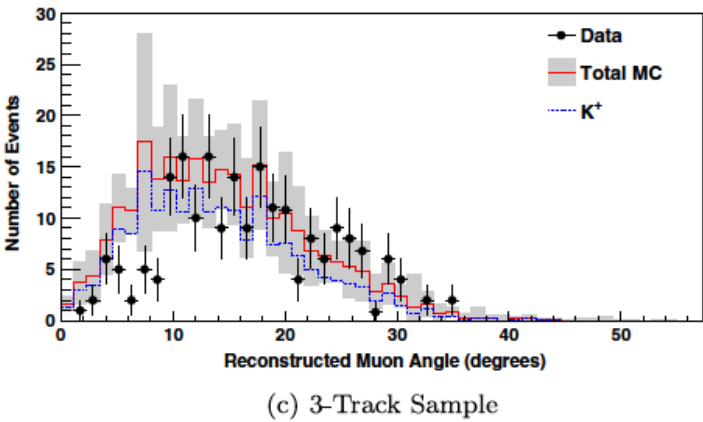 30
25
20
15
10
5
0
Number of Events
Data
Total MC
K+
0 10 20 30 40 50
Reconstructed Muon Angle (degrees)
(c) 3-Track Sample